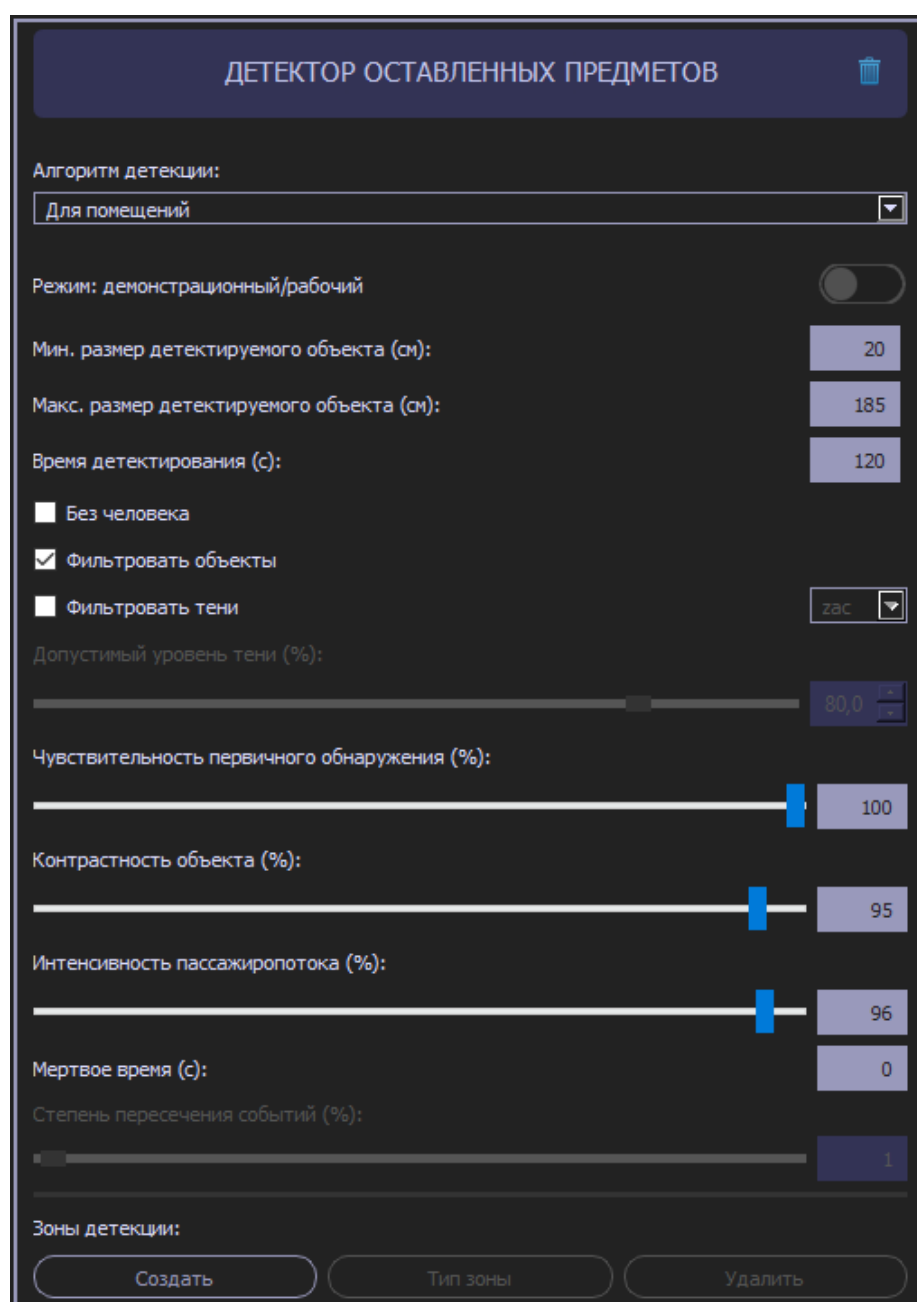 ДЕТЕКТОР ОСТАВЛЕННЫХ ПРЕДМЕТОВ
Алгоритм детекции:
Для помещений
Режим: демонстрационный/рабочий
Мин. размер детектируемого объекта (см): 20
Макс. размер детектируемого объекта (см): 185
Время детектирования (с): 120
Без человека
Фильтровать объекты
Фильтровать тени zac
Допустимый уровень тени (%):
80,0
Чувствительность первичного обнаружения (%):
100
Контрастность объекта (%):
95
Интенсивность пассажиропотока (%):
96
Мертвое время (с): 0
Степень пересечения событий (%):
1
Зоны детекции:
Создать Тип зоны Удалить